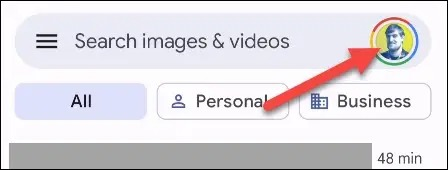 Search images & videos
All Personal Business
48 min